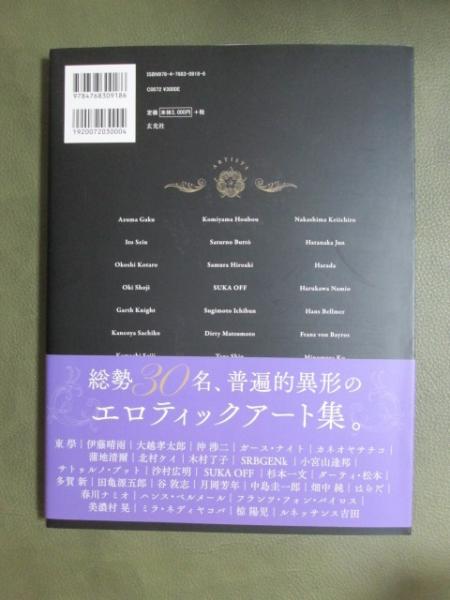 ISBN978-4-7683-0918-6
C0072 ¥3000E
定価 本体3,000円 +税
玄光社
9784768309186
1920072030004
ARTISTS
Azuma Gaku
Komiyama Houbou
Nakashima Keiichiro
Ito Seiu
Saturno Buttò
Hatanaka Jun
Okoshi Kotaro
Samura Hiroaki
Harada
Oki Shoji
SUKA OFF
Harukawa Namio
Garth Knight
Sugimoto Ichibun
Hans Bellmer
Kaneoya Sachiko
Dirty Matsumoto
Franz von Bayros
総勢30名、普遍的異形の
エロティックアート集。
東 學|伊藤晴雨|大越孝太郎|沖 渉二|ガース・ナイト|カネオヤサチコ
蒲地清爾|北村ケイ|木村了子|SRBGENk|小宮山逢邦
サトゥルノ・ブット|沙村広明|SUKA OFF|杉本一文|ダーティ・松本
多賀 新|田亀源五郎|谷 敦志|月岡芳年|中島圭一郎|畑中 純|はらだ
春川ナミオ|ハンス・ベルメール|フランツ・フォン・バイロス
美濃村 晃|ミラ・ネディヤコバ|椋 陽児|ルネッサンス吉田